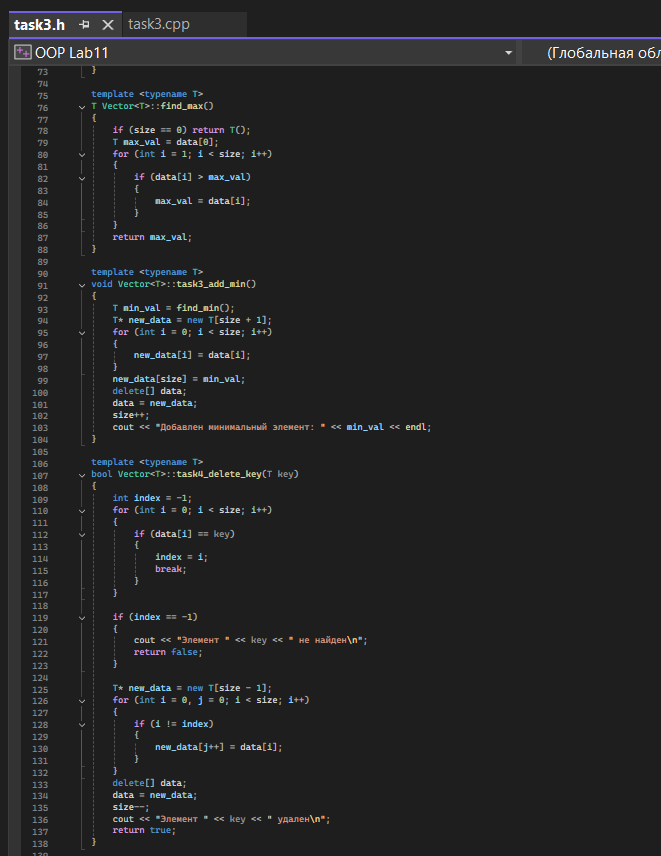 task3.h task3.cpp
OOP Lab11 (Глобальная обл
73 }
74
75 template <typename T>
76 T Vector<T>::find_max()
77 {
78 if (size == 0) return T();
79 T max_val = data[0];
80 for (int i = 1; i < size; i++)
81 {
82 if (data[i] > max_val)
83 {
84 max_val = data[i];
85 }
86 }
87 return max_val;
88 }
89
90 template <typename T>
91 void Vector<T>::task3_add_min()
92 {
93 T min_val = find_min();
94 T* new_data = new T[size + 1];
95 for (int i = 0; i < size; i++)
96 {
97 new_data[i] = data[i];
98 }
99 new_data[size] = min_val;
100 delete[] data;
101 data = new_data;
102 size++;
103 cout << "Добавлен минимальный элемент: " << min_val << endl;
104 }
105
106 template <typename T>
107 bool Vector<T>::task4_delete_key(T key)
108 {
109 int index = -1;
110 for (int i = 0; i < size; i++)
111 {
112 if (data[i] == key)
113 {
114 index = i;
115 break;
116 }
117 }
118
119 if (index == -1)
120 {
121 cout << "Элемент " << key << " не найден\n";
122 return false;
123 }
124
125 T* new_data = new T[size - 1];
126 for (int i = 0, j = 0; i < size; i++)
127 {
128 if (i != index)
129 {
130 new_data[j++] = data[i];
131 }
132 }
133 delete[] data;
134 data = new_data;
135 size--;
136 cout << "Элемент " << key << " удален\n";
137 return true;
138 }
139